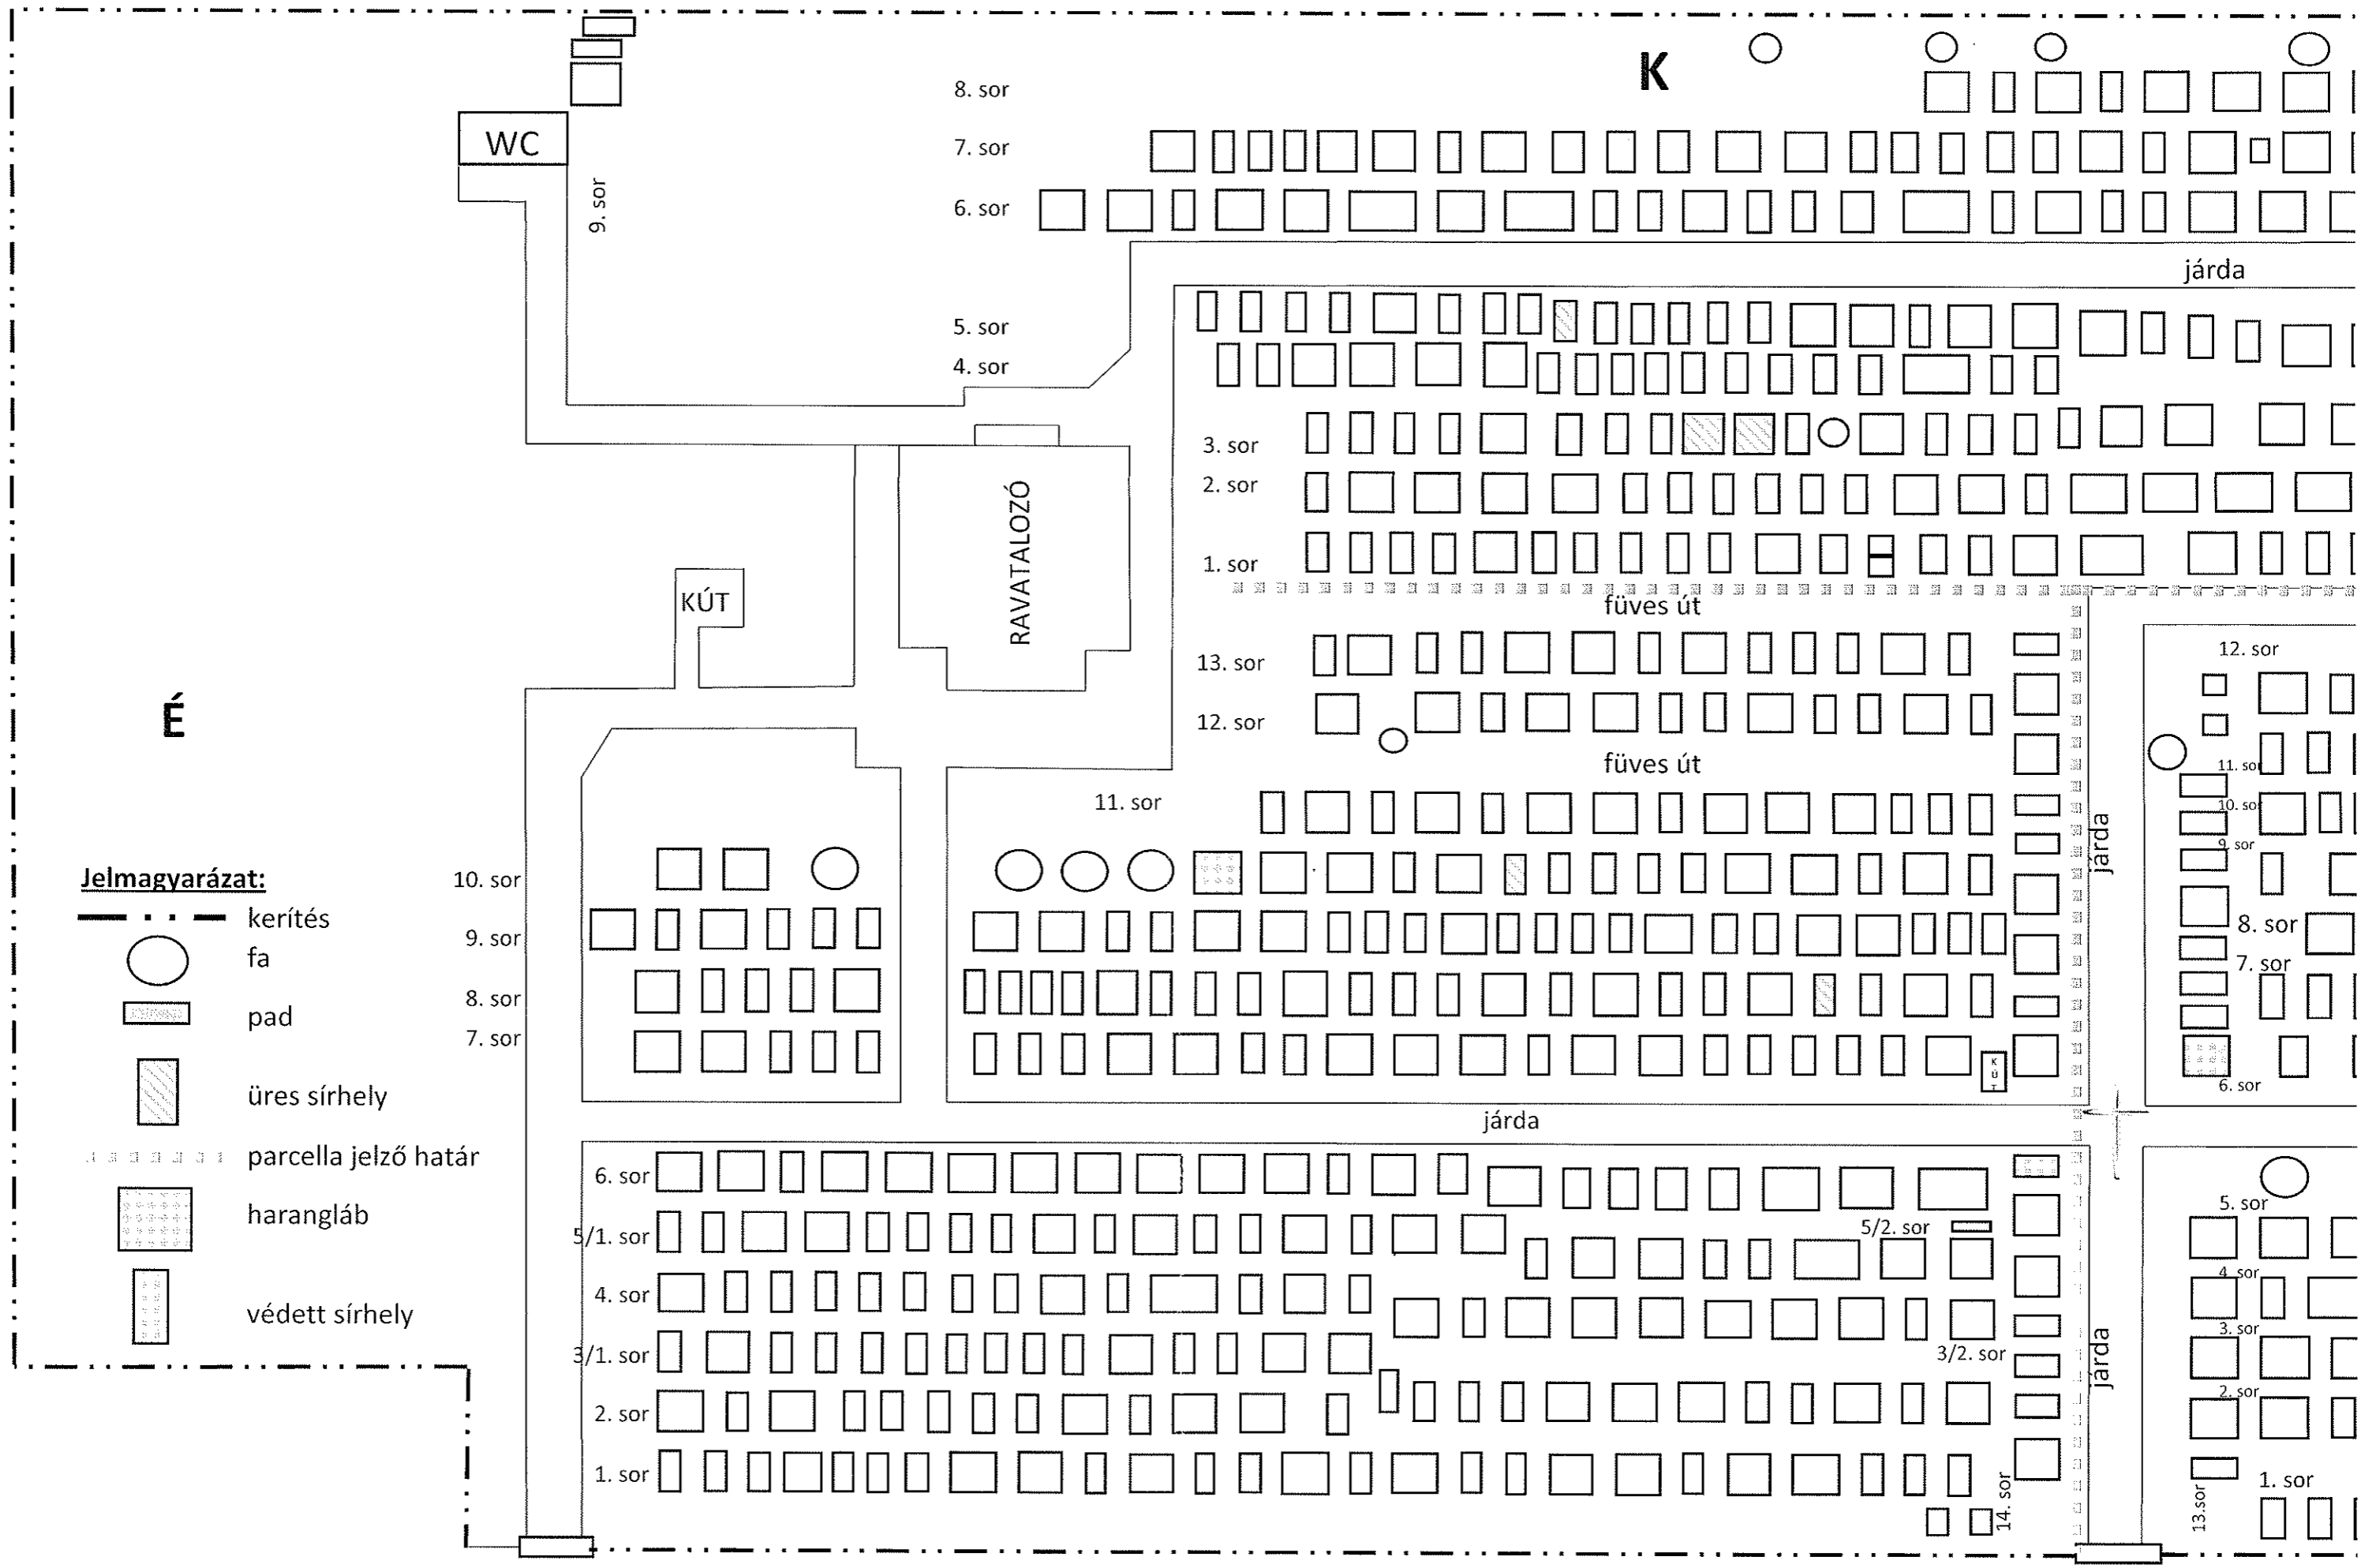 K
8. sor
WC
7. sor
9. sor
6. sor
járda
5. sor
4. sor
3. sor
2. sor
RAVATALOZÓ
1. sor
KÚT
füves út
13. sor
12. sor
É
12. sor
füves út
11. sor
11. sor
10. sor
járda
9. sor
Jelmagyarázat:
10. sor
kerítés
9. sor
8. sor
fa
7. sor
8. sor
pad
7. sor
KÚT
6. sor
üres sírhely
járda
parcella jelző határ
6. sor
5. sor
harangláb
5/1. sor
5/2. sor
4. sor
4. sor
védett sírhely
3. sor
3/1. sor
3/2. sor
járda
2. sor
2. sor
1. sor
1. sor
14. sor
13.sor